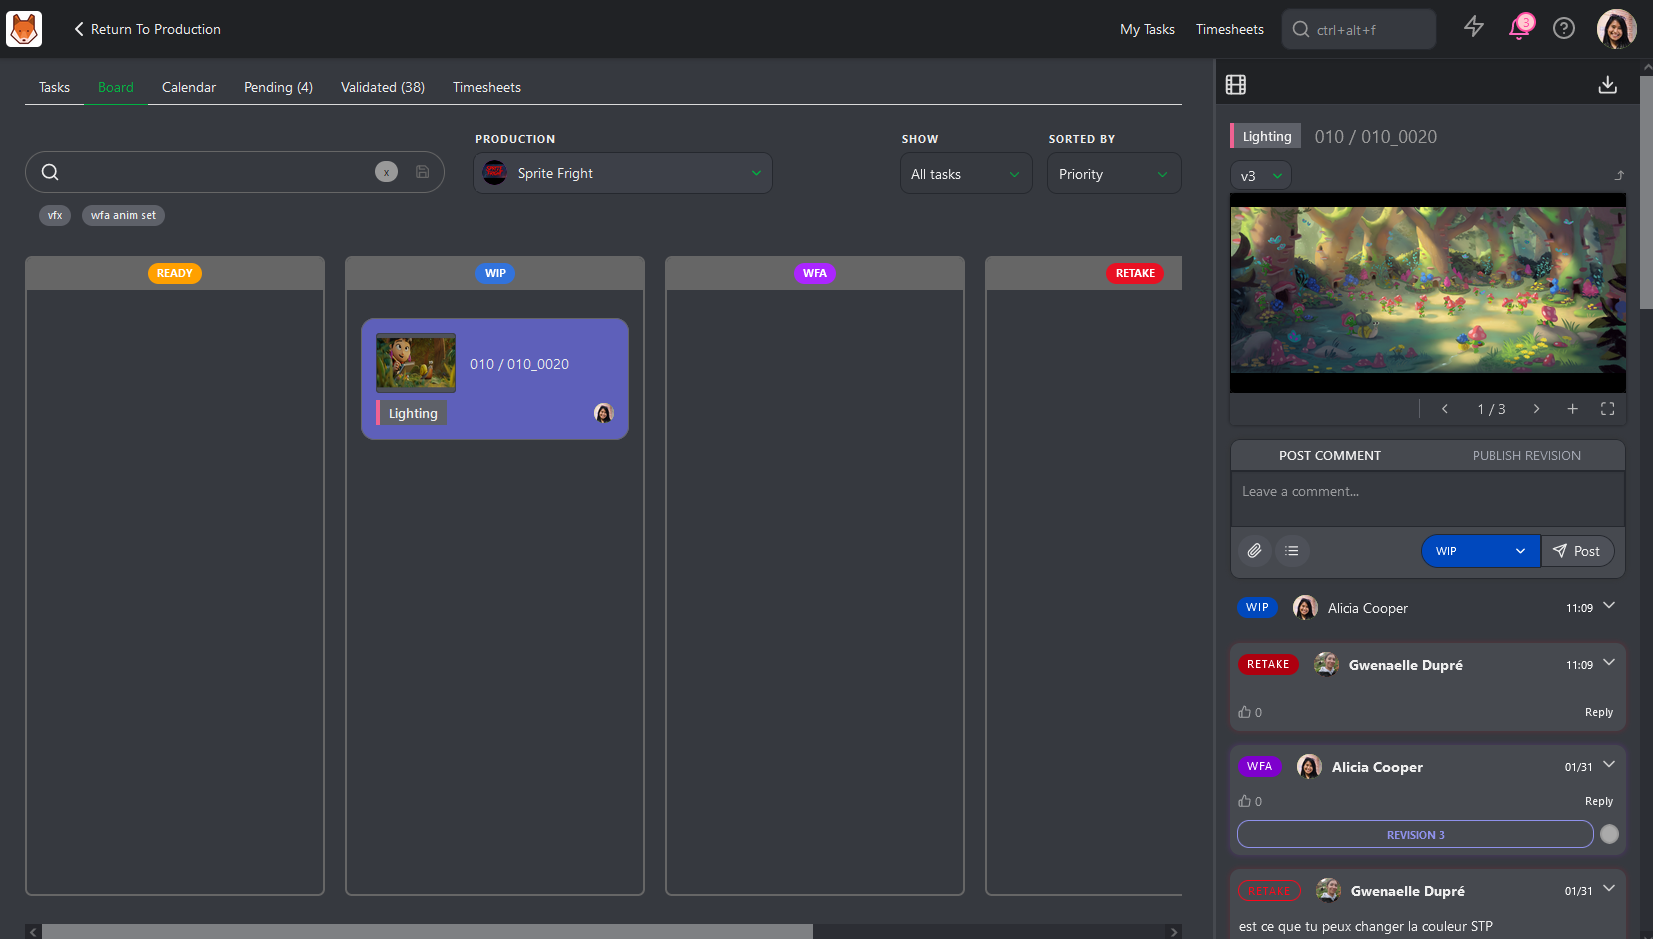 Return To Production
My Tasks
Timesheets
ctrl+alt+f
3
Tasks
Board
Calendar
Pending (4)
Validated (38)
Timesheets
PRODUCTION
SHOW
SORTED BY
x
Sprite Fright
All tasks
Priority
vfx
wfa anim set
READY
WIP
WFA
RETAKE
010 / 010_0020
Lighting
Lighting
010 / 010_0020
v3
1 / 3
POST COMMENT
PUBLISH REVISION
Leave a comment...
WIP
Post
WIP
Alicia Cooper
11:09
RETAKE
Gwenaelle Dupré
11:09
0
Reply
WFA
Alicia Cooper
01/31
0
Reply
REVISION 3
RETAKE
Gwenaelle Dupré
01/31
est ce que tu peux changer la couleur STP